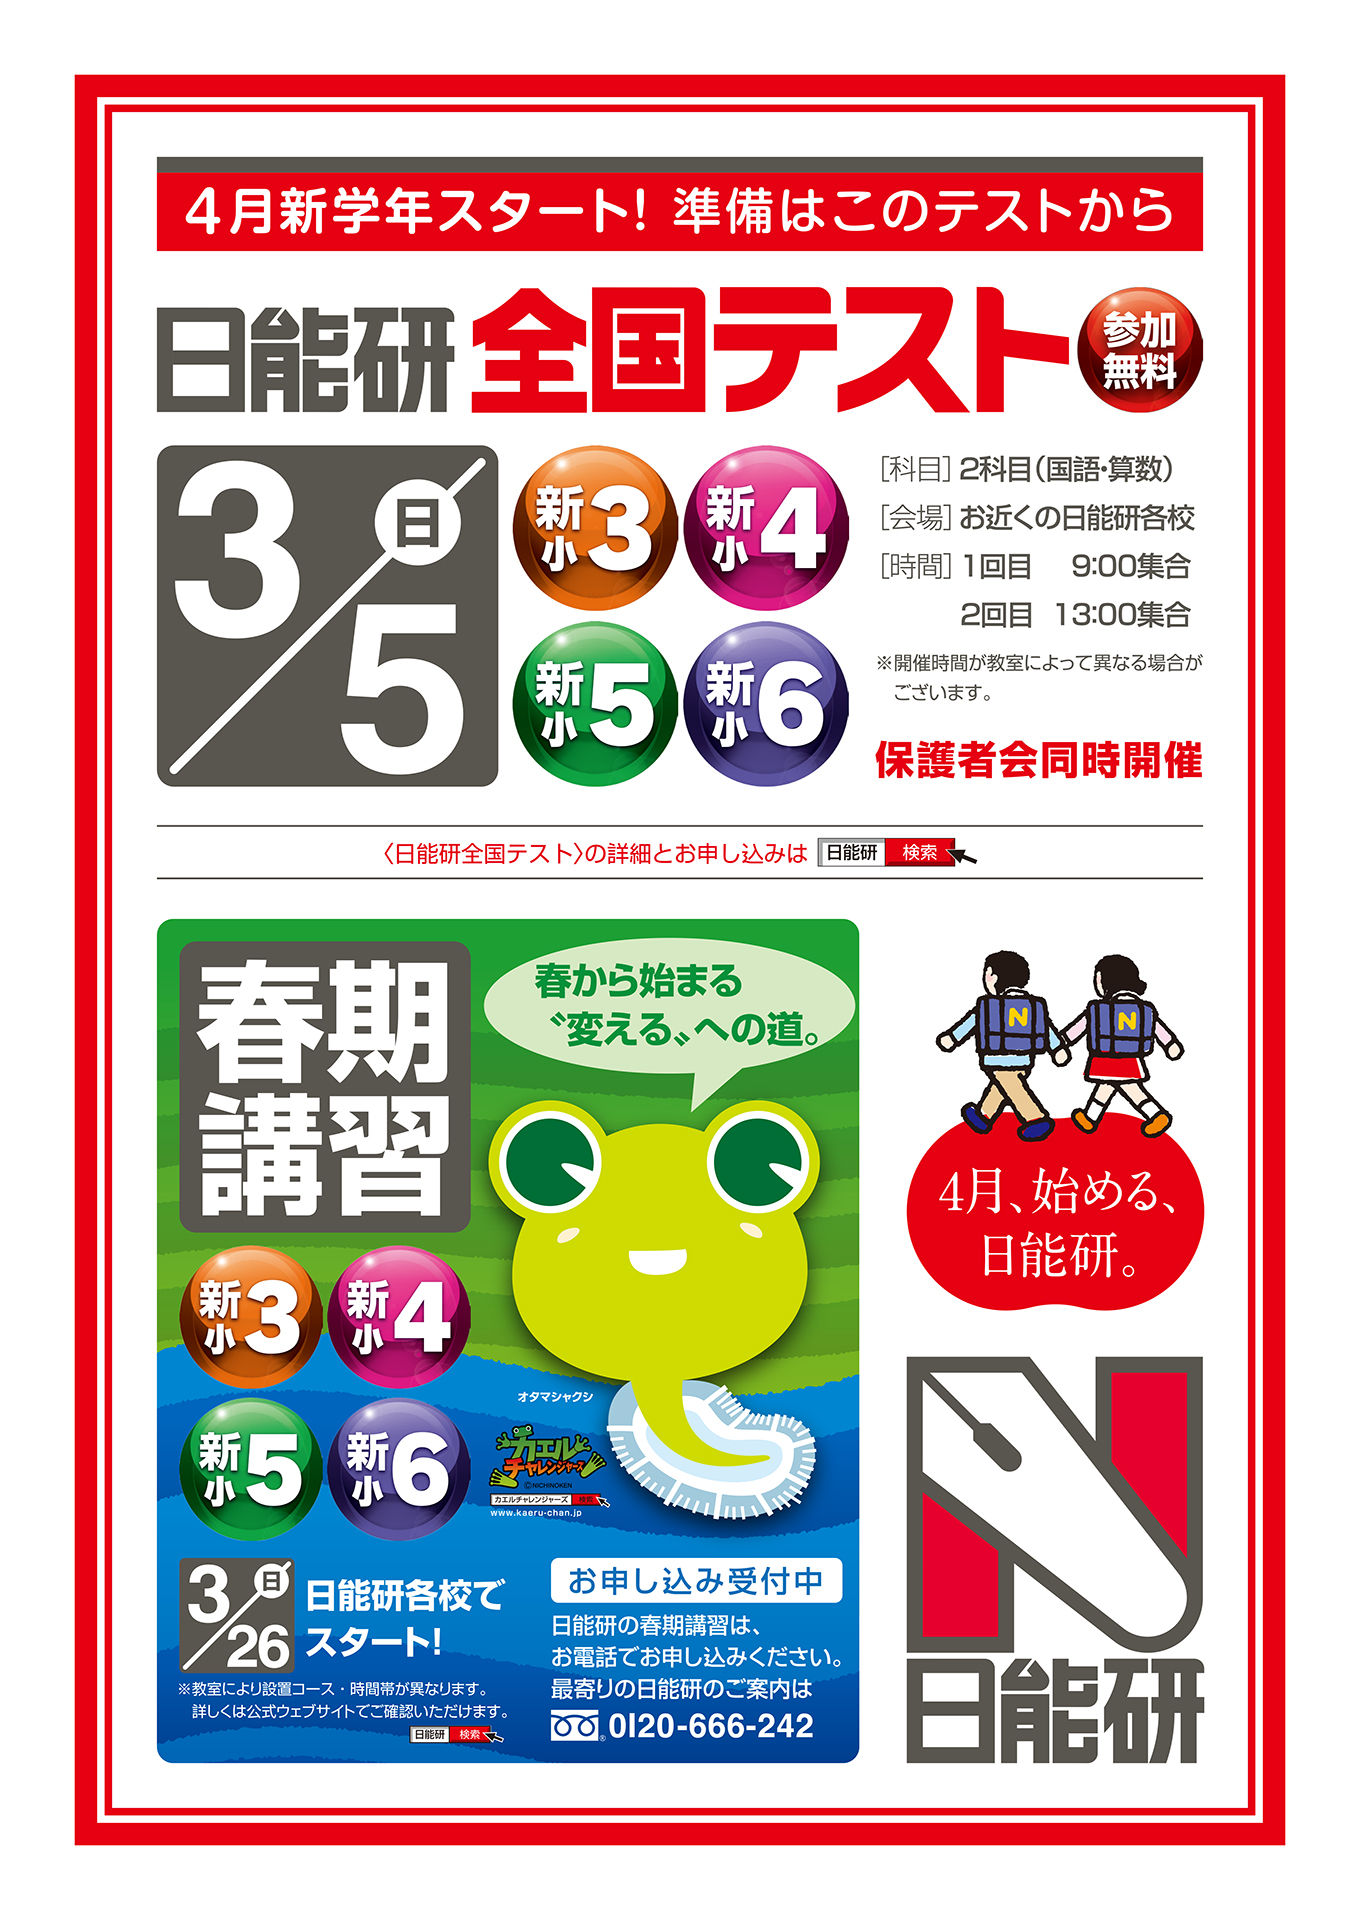 4月新学年スタート! 準備はこのテストから
日能研 全国テスト
参加
無料
3/5
日
新小3
新小4
新小5
新小6
[科目] 2科目(国語・算数)
[会場] お近くの日能研各校
[時間] 1回目 9:00集合
2回目 13:00集合
※開催時間が教室によって異なる場合が
ございます。
保護者会同時開催
〈日能研全国テスト〉の詳細とお申し込みは 日能研 検索
春期
講習
春から始まる
〝変える〟への道。
新小3
新小4
新小5
新小6
オタマジャクシ
カエル
チャレンジャーズ
©NICHINOKEN
カエルチャレンジャーズ 検索
www.kaeru-chan.jp
3/26
日
日能研各校で
スタート!
※教室により設置コース・時間帯が異なります。
詳しくは公式ウェブサイトでご確認いただけます。
日能研 検索
お申し込み受付中
日能研の春期講習は、
お電話でお申し込みください。
最寄りの日能研のご案内は
0120-666-242
N
N
4月、始める、
日能研。
N
日能研